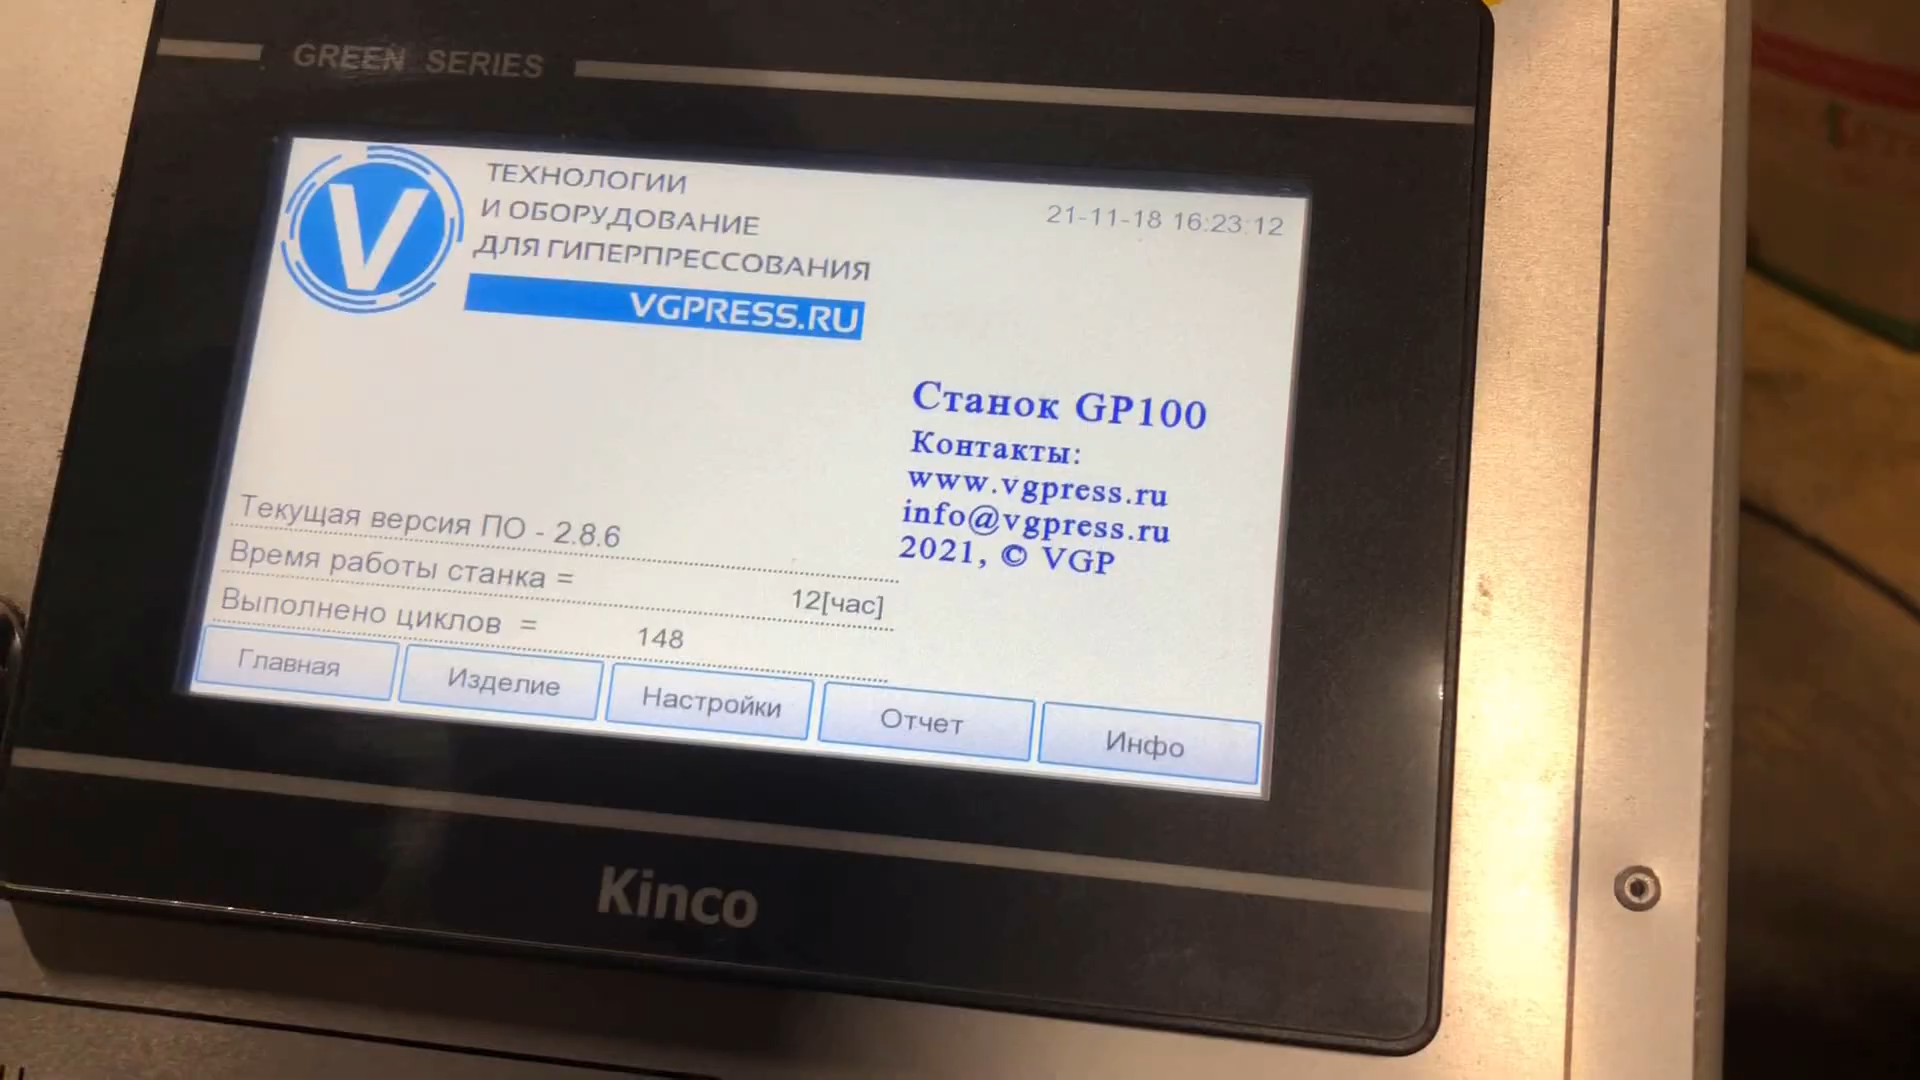 GREEN SERIES
V
ТЕХНОЛОГИИ
И ОБОРУДОВАНИЕ
ДЛЯ ГИПЕРПРЕССОВАНИЯ
VGPRESS.RU
21-11-18 16:23:12
Станок GP100
Контакты:
www.vgpress.ru
info@vgpress.ru
2021, © VGP
Текущая версия ПО - 2.8.6
Время работы станка = 12[час]
Выполнено циклов = 148
Главная
Изделие
Настройки
Отчет
Инфо
Kinco